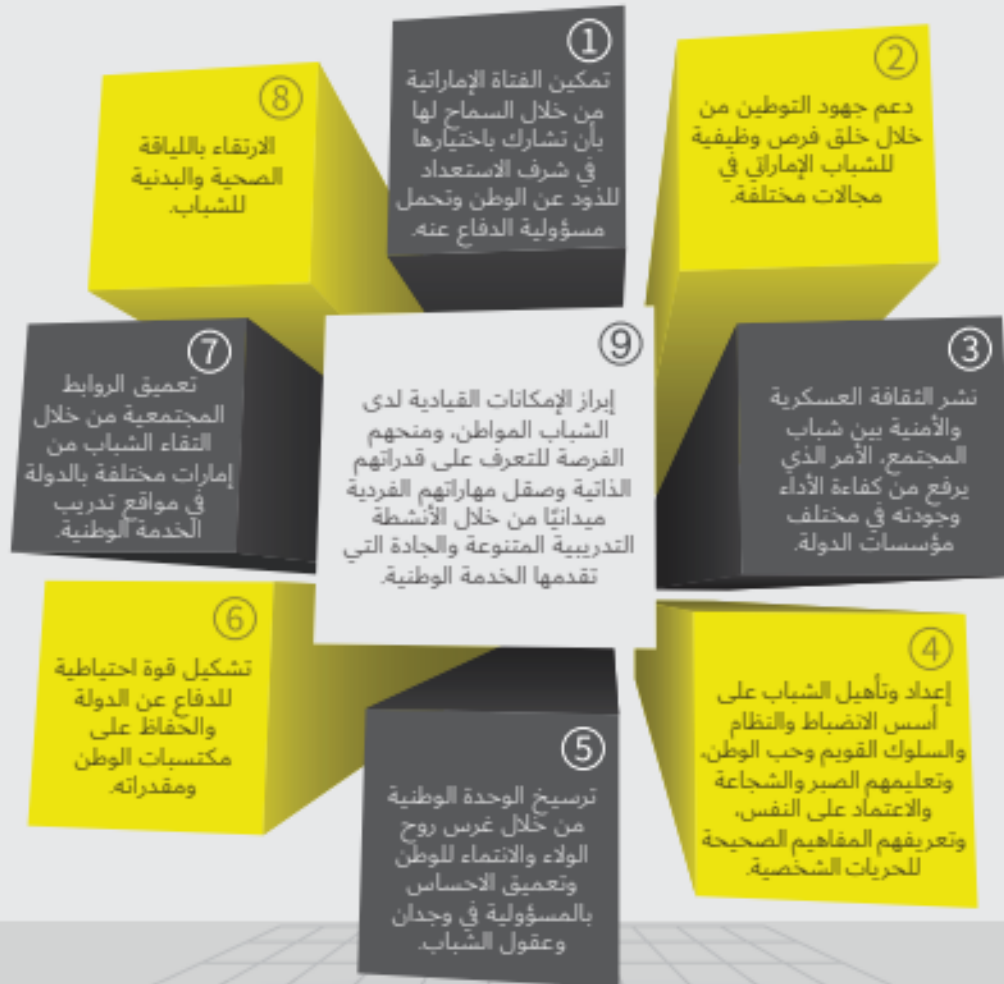 ①
تمكين الفتاة الإماراتية
من خلال السماح لها
بأن تشارك باختيارها
في شرف الاستعداد
للذود عن الوطن وتحمل
مسؤولية الدفاع عنه.
②
دعم جهود التوطين من
خلال خلق فرص وظيفية
للشباب الإماراتي في
مجالات مختلفة.
③
نشر الثقافة العسكرية
والأمنية بين شباب
المجتمع، الأمر الذي
يرفع من كفاءة الأداء
وجودته في مختلف
مؤسسات الدولة.
④
إعداد وتأهيل الشباب على
أسس الانضباط والنظام
والسلوك القويم وحب الوطن،
وتعليمهم الصبر والشجاعة
والاعتماد على النفس،
وتعريفهم المفاهيم الصحيحة
للحريات الشخصية.
⑤
ترسيخ الوحدة الوطنية
من خلال غرس روح
الولاء والانتماء للوطن
وتعميق الاحساس
بالمسؤولية في وجدان
وعقول الشباب.
⑥
تشكيل قوة احتياطية
للدفاع عن الدولة
والحفاظ على
مكتسبات الوطن
ومقدراته.
⑦
تعميق الروابط
المجتمعية من خلال
التقاء الشباب من
إمارات مختلفة بالدولة
في مواقع تدريب
الخدمة الوطنية.
⑧
الارتقاء باللياقة
الصحية والبدنية
للشباب.
⑨
إبراز الإمكانات القيادية لدى
الشباب المواطن، ومنحهم
الفرصة للتعرف على قدراتهم
الذاتية وصقل مهاراتهم الفردية
ميدانيًا من خلال الأنشطة
التدريبية المتنوعة والجادة التي
تقدمها الخدمة الوطنية.